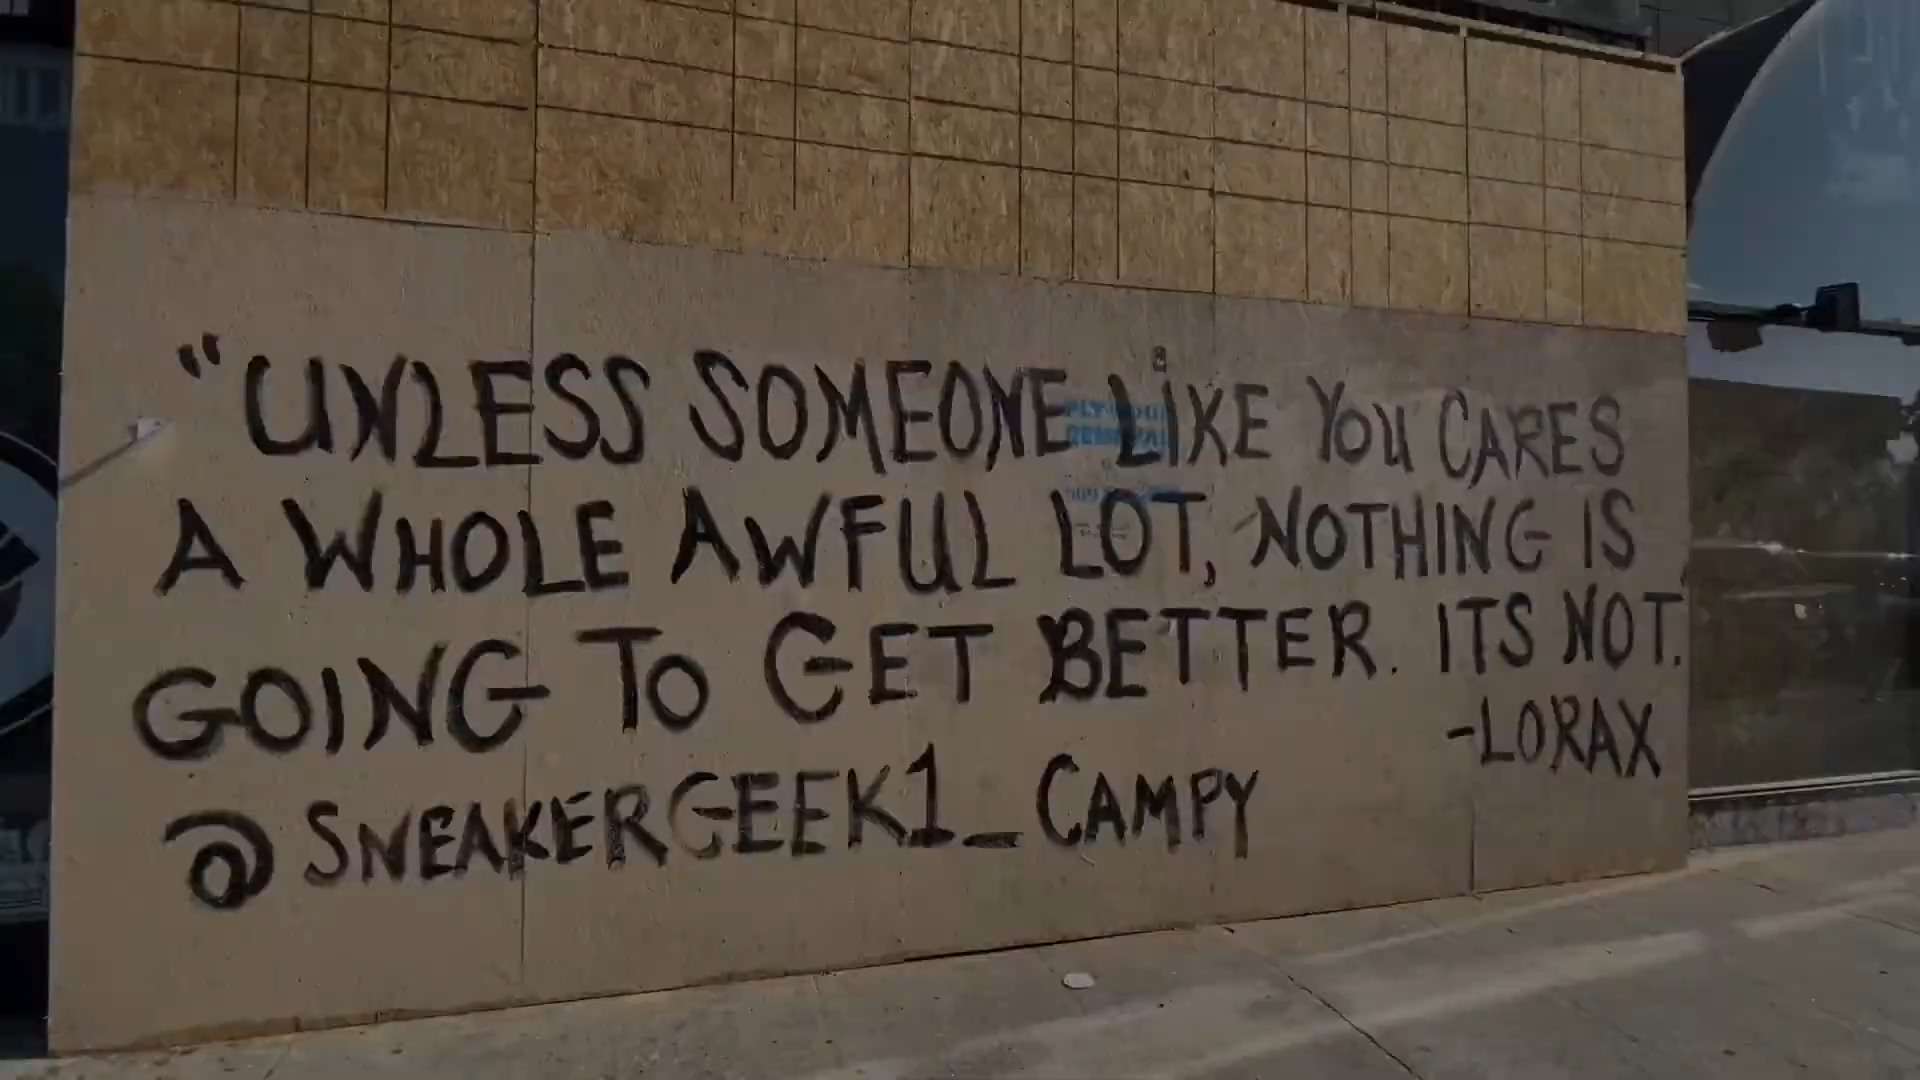 "UNLESS SOMEONE LiKE YOU CARES
A WHOLE AWFUL LOT, NOTHING IS
GOING TO GET BETTER. ITS NOT.
-LORAX
@SNEAKERGEEK1_CAMPY